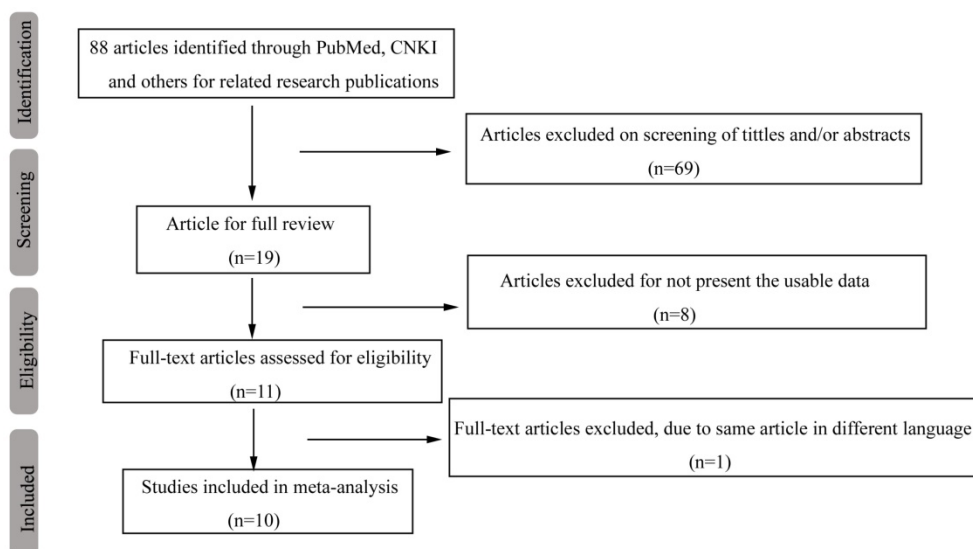 Identification
88 articles identified through PubMed, CNKI
and others for related research publications
Articles excluded on screening of tittles and/or abstracts
(n=69)
Screening
Article for full review
(n=19)
Articles excluded for not present the usable data
(n=8)
Eligibility
Full-text articles assessed for eligibility
(n=11)
Full-text articles excluded, due to same article in different language
(n=1)
Included
Studies included in meta-analysis
(n=10)